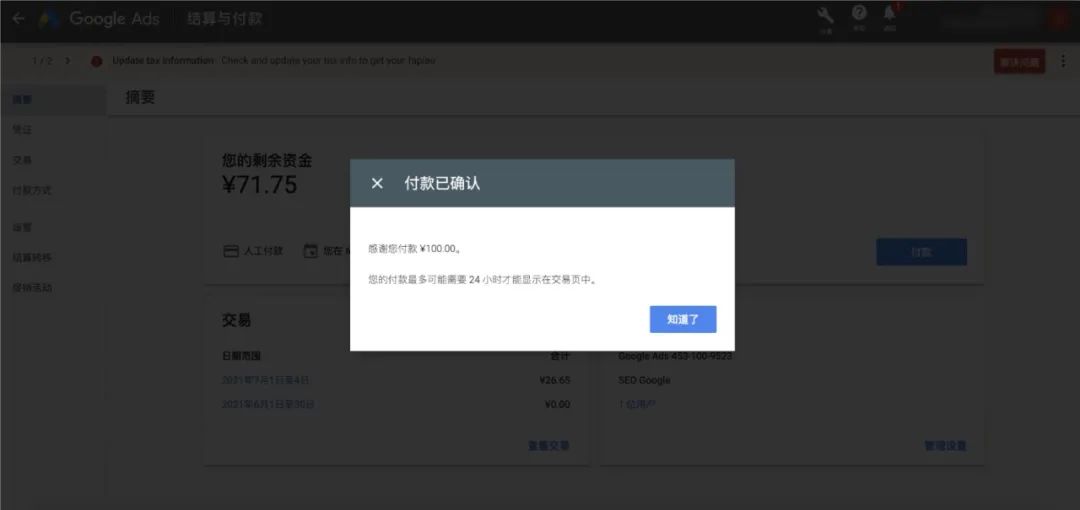 Google Ads
结算与付款
1
1 / 2
Update tax information Check and update your tax info to get your
解决问题
摘要
摘要
凭证
交易
付款方式
设置
结算转移
促销活动
您的剩余资金
¥71.75
人工付款
您在
付款
付款已确认
感谢您付款 ¥100.00。
您的付款最多可能需要 24 小时才能显示在交易页中。
知道了
交易
日期范围 合计
2021年7月1日至4日 ¥26.65
2021年6月1日至30日 ¥0.00
查看交易
Google Ads 453-100-9523
SEO Google
1 位用户
管理设置